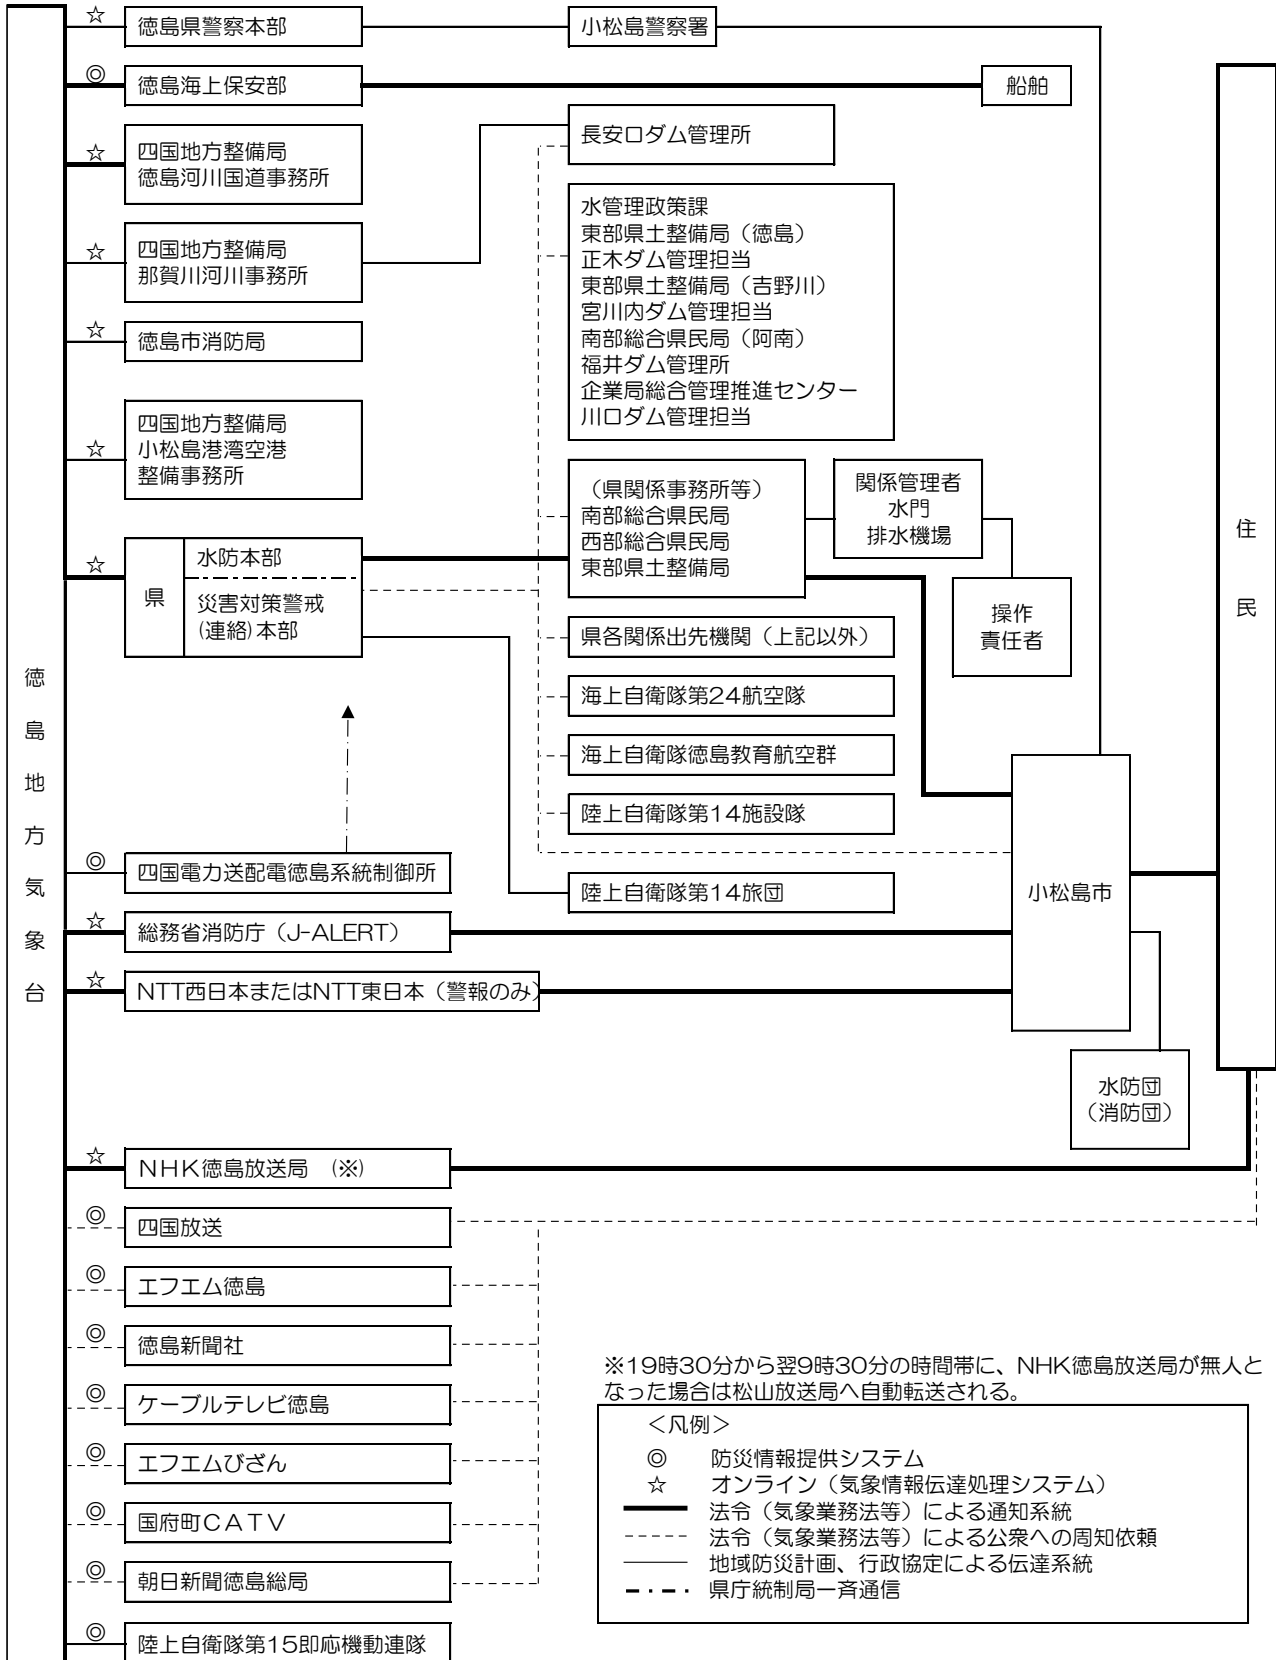 徳島地方気象台
☆
徳島県警察本部
小松島警察署
◎
徳島海上保安部
船舶
☆
四国地方整備局
徳島河川国道事務所
長安口ダム管理所
☆
四国地方整備局
那賀川河川事務所
水管理政策課
東部県土整備局（徳島）
正木ダム管理担当
東部県土整備局（吉野川）
宮川内ダム管理担当
南部総合県民局（阿南）
福井ダム管理所
企業局総合管理推進センター
川口ダム管理担当
☆
徳島市消防局
☆
四国地方整備局
小松島港湾空港
整備事務所
☆
県
水防本部
災害対策警戒
(連絡)本部
（県関係事務所等）
南部総合県民局
西部総合県民局
東部県土整備局
関係管理者
水門
排水機場
操作
責任者
県各関係出先機関（上記以外）
海上自衛隊第24航空隊
海上自衛隊徳島教育航空群
陸上自衛隊第14施設隊
◎
四国電力送配電徳島系統制御所
陸上自衛隊第14旅団
小松島市
住民
☆
総務省消防庁（J-ALERT）
☆
NTT西日本またはNTT東日本（警報のみ）
水防団
（消防団）
☆
NHK徳島放送局　(※)
◎
四国放送
◎
エフエム徳島
◎
徳島新聞社
◎
ケーブルテレビ徳島
◎
エフエムびざん
◎
国府町CATV
◎
朝日新聞徳島総局
◎
陸上自衛隊第15即応機動連隊
※19時30分から翌9時30分の時間帯に、NHK徳島放送局が無人と
なった場合は松山放送局へ自動転送される。
＜凡例＞
◎　防災情報提供システム
☆　オンライン（気象情報伝達処理システム）
法令（気象業務法等）による通知系統
法令（気象業務法等）による公衆への周知依頼
地域防災計画、行政協定による伝達系統
県庁統制局一斉通信